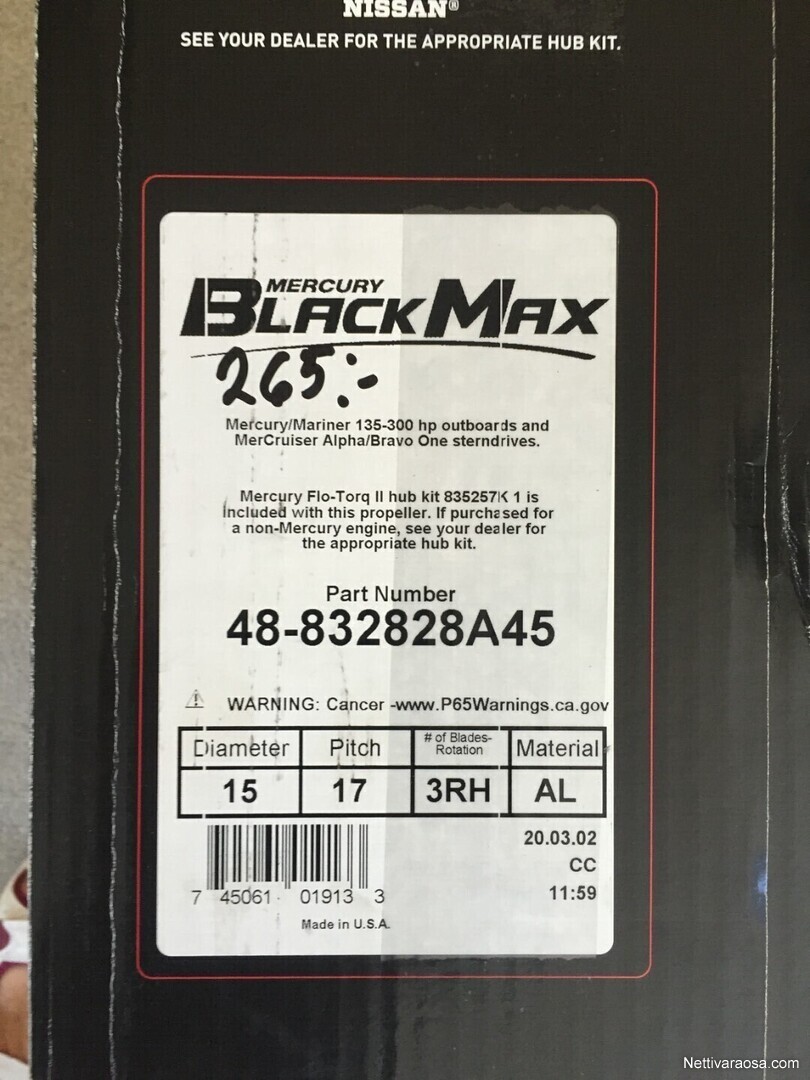 NISSAN®
SEE YOUR DEALER FOR THE APPROPRIATE HUB KIT.
MERCURY
BLACK MAX
265:-
Mercury/Mariner 135-300 hp outboards and
MerCruiser Alpha/Bravo One sterndrives.
Mercury Flo-Torq II hub kit 835257K 1 is
included with this propeller. If purchased for
a non-Mercury engine, see your dealer for
the appropriate hub kit.
Part Number
48-832828A45
WARNING: Cancer -www.P65Warnings.ca.gov
Diameter Pitch # of Blades- Rotation Material
15 17 3RH AL
20.03.02
CC
11:59
7 45061 01913 3
Made in U.S.A.
Nettivaraosa.com